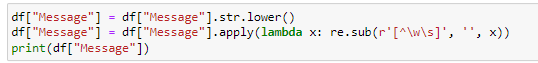 df["Message"] = df["Message"].str.lower()
df["Message"] = df["Message"].apply(lambda x: re.sub(r'[^\w\s]', '', x))
print(df["Message"])